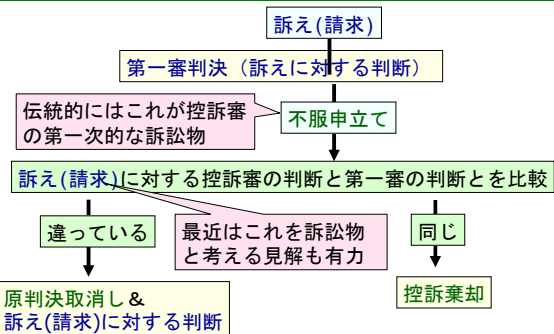 訴え(請求)
第一審判決（訴えに対する判断）
伝統的にはこれが控訴審
の第一次的な訴訟物
不服申立て
訴え(請求)に対する控訴審の判断と第一審の判断とを比較
違っている
最近はこれを訴訟物
と考える見解も有力
同じ
原判決取消し＆
訴え(請求)に対する判断
控訴棄却